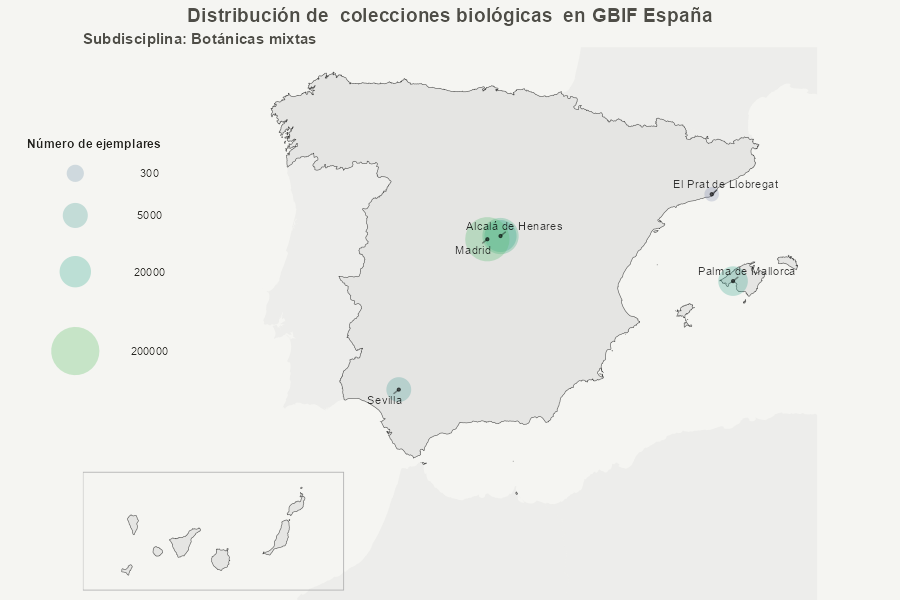 Distribución de colecciones biológicas en GBIF España
Subdisciplina: Botánicas mixtas
Número de ejemplares
300
5000
20000
200000
El Prat de Llobregat
Alcalá de Henares
Madrid
Palma de Mallorca
Sevilla